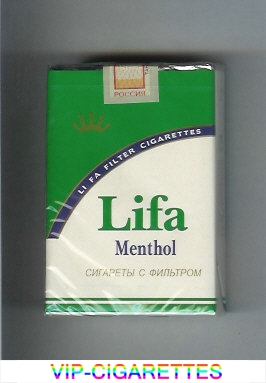 РОССИЯ
LI FA FILTER CIGARETTES
Lifa
Menthol
СИГАРЕТЫ С ФИЛЬТРОМ
VIP-CIGARETTES